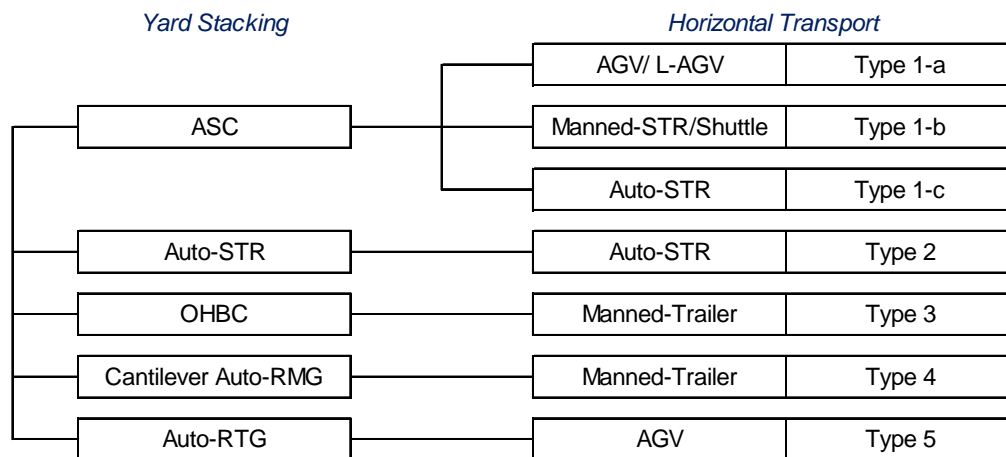 Yard Stacking Horizontal Transport
AGV/ L-AGV Type 1-a
ASC Manned-STR/Shuttle Type 1-b
Auto-STR Type 1-c
Auto-STR Auto-STR Type 2
OHBC Manned-Trailer Type 3
Cantilever Auto-RMG Manned-Trailer Type 4
Auto-RTG AGV Type 5